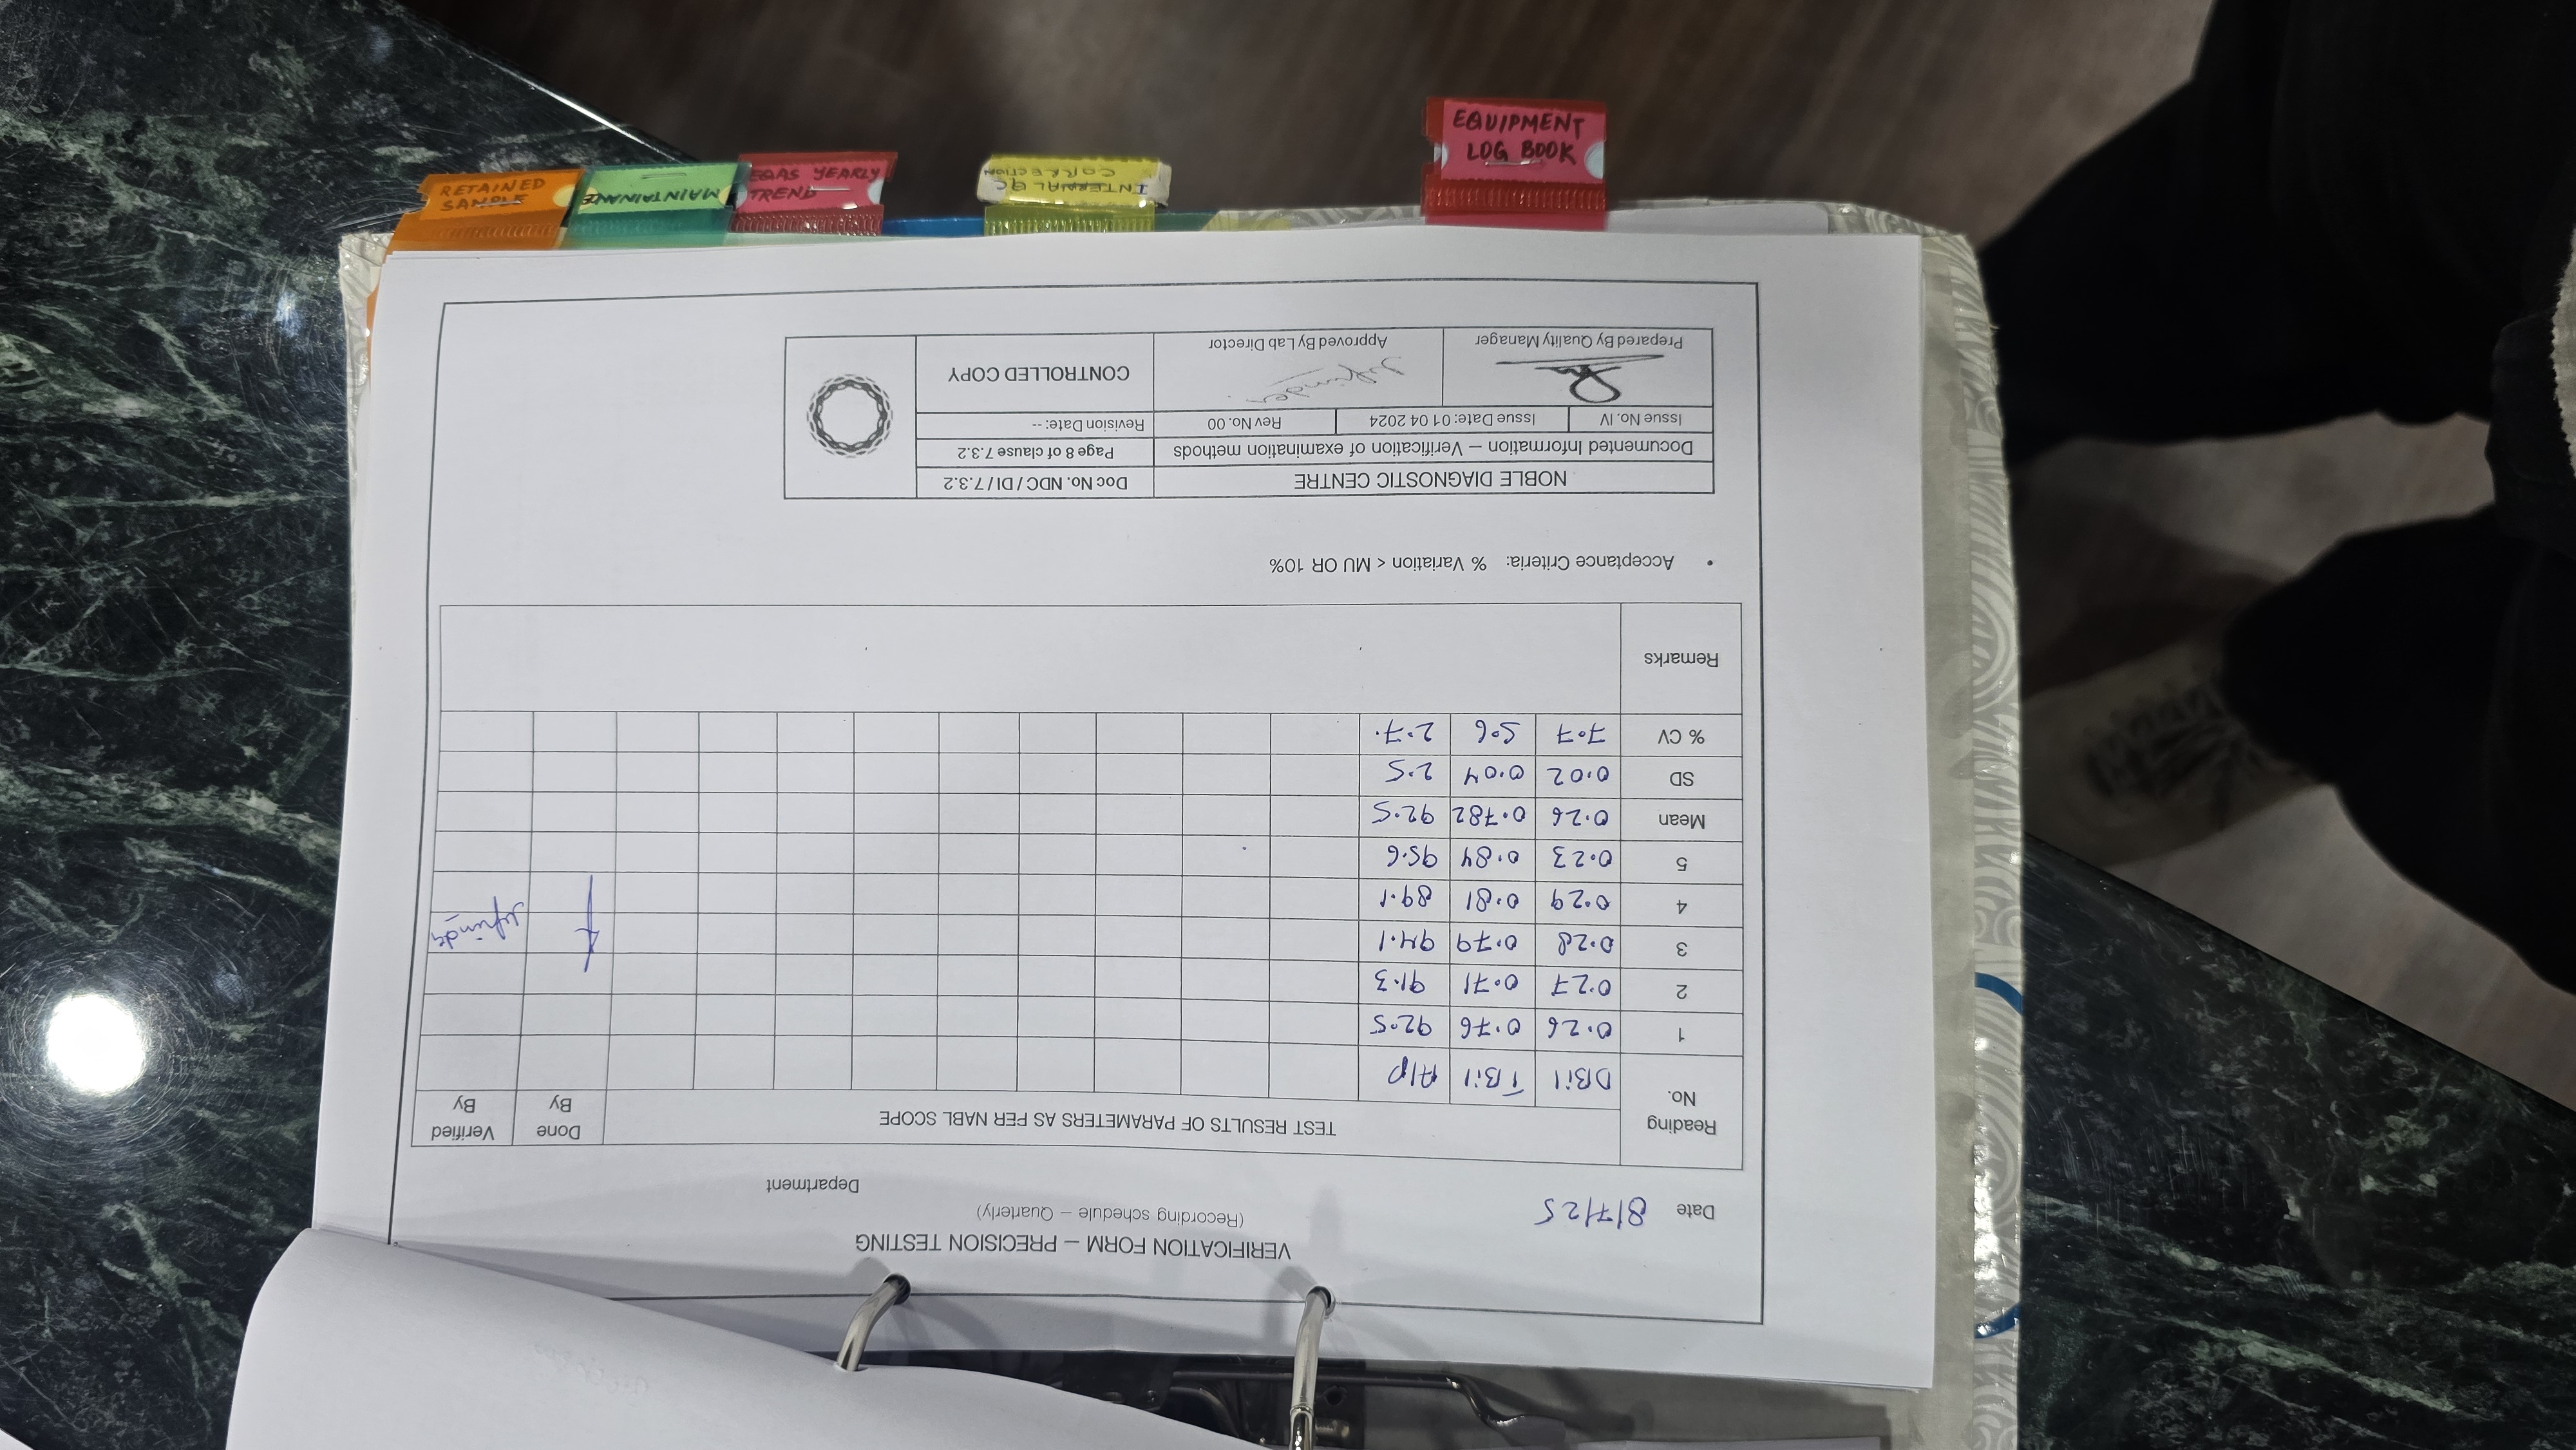 VERIFICATION FORM – PRECISION TESTING
(Recording schedule – Quarterly)
Date 8/7/25 Department
Reading No. TEST RESULTS OF PARAMETERS AS PER NABL SCOPE Done By Verified By
DBil TBil Alp
1 0.26 0.76 92.5
2 0.27 0.71 91.3
3 0.28 0.79 94.1
4 0.29 0.81 89.1
5 0.23 0.84 95.6
Mean 0.26 0.782 92.5
SD 0.02 0.04 2.5
% CV 7.7 5.6 2.7.
Remarks
• Acceptance Criteria: % Variation < MU OR 10%
NOBLE DIAGNOSTIC CENTRE Doc No. NDC / DI / 7.3.2
Documented Information – Verification of examination methods Page 8 of clause 7.3.2
Issue No. IV Issue Date: 01 04 2024 Rev No. 00 Revision Date: --
Prepared By Quality Manager Approved By Lab Director CONTROLLED COPY
RETAINED SAMPLE
EQAS YEARLY TREND
INTERNAL QC CORRECTION
EQUIPMENT LOG BOOK